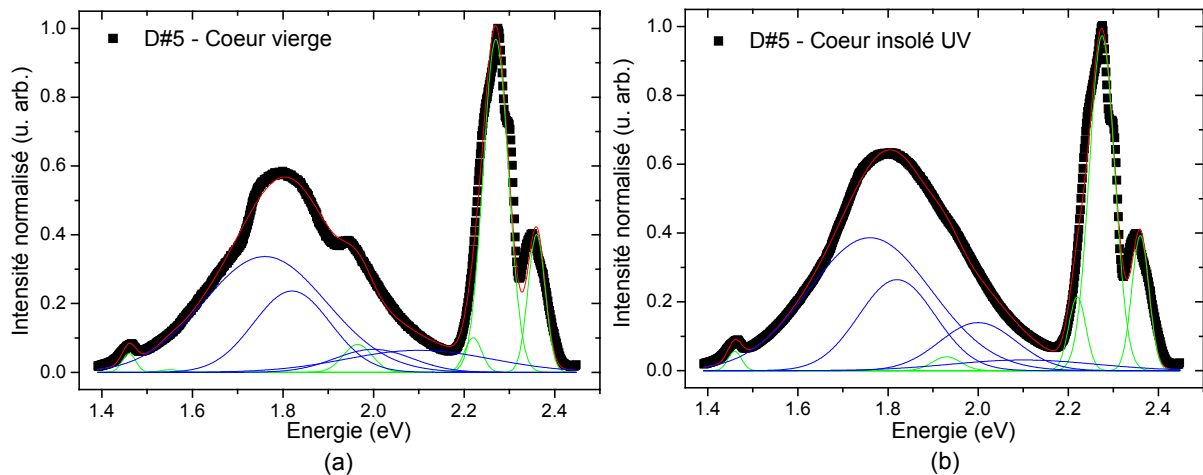 D#5 - Coeur vierge
Intensité normalisé (u. arb.)
1.0
0.8
0.6
0.4
0.2
0.0
1.4 1.6 1.8 2.0 2.2 2.4
Energie (eV)
(a)
D#5 - Coeur insolé UV
Intensité normalisé (u. arb.)
1.0
0.8
0.6
0.4
0.2
0.0
1.4 1.6 1.8 2.0 2.2 2.4
Energie (eV)
(b)